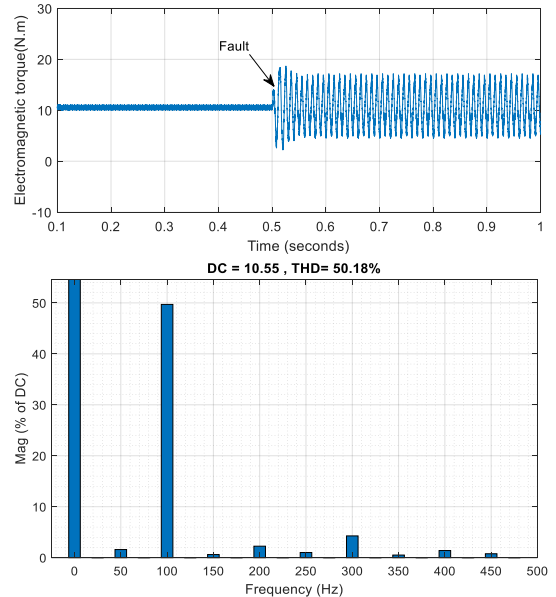 30
20
10
0
-10
Electromagnetic torque(N.m)
Fault
0.1 0.2 0.3 0.4 0.5 0.6 0.7 0.8 0.9 1
Time (seconds)
DC = 10.55 , THD= 50.18%
50
40
30
20
10
0
Mag (% of DC)
0 50 100 150 200 250 300 350 400 450 500
Frequency (Hz)